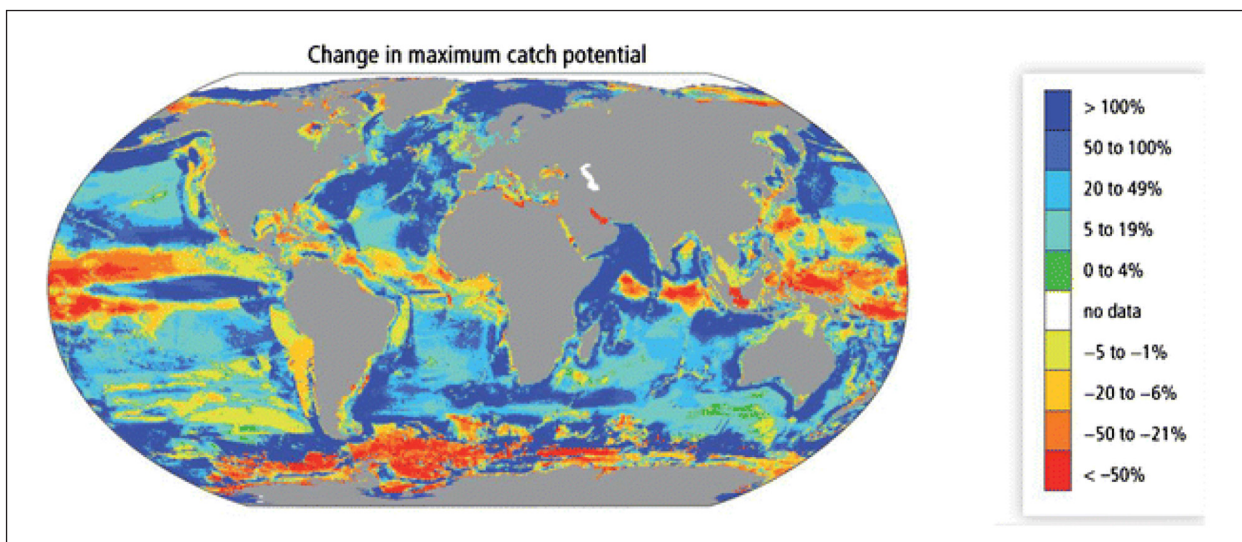 Change in maximum catch potential
> 100%
50 to 100%
20 to 49%
5 to 19%
0 to 4%
no data
−5 to −1%
−20 to −6%
−50 to −21%
< −50%